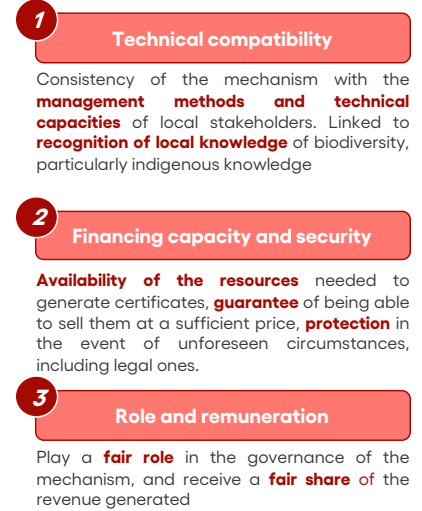 1
Technical compatibility
Consistency of the mechanism with the
management methods and technical
capacities of local stakeholders. Linked to
recognition of local knowledge of biodiversity,
particularly indigenous knowledge
2
Financing capacity and security
Availability of the resources needed to
generate certificates, guarantee of being able
to sell them at a sufficient price, protection in
the event of unforeseen circumstances,
including legal ones.
3
Role and remuneration
Play a fair role in the governance of the
mechanism, and receive a fair share of the
revenue generated